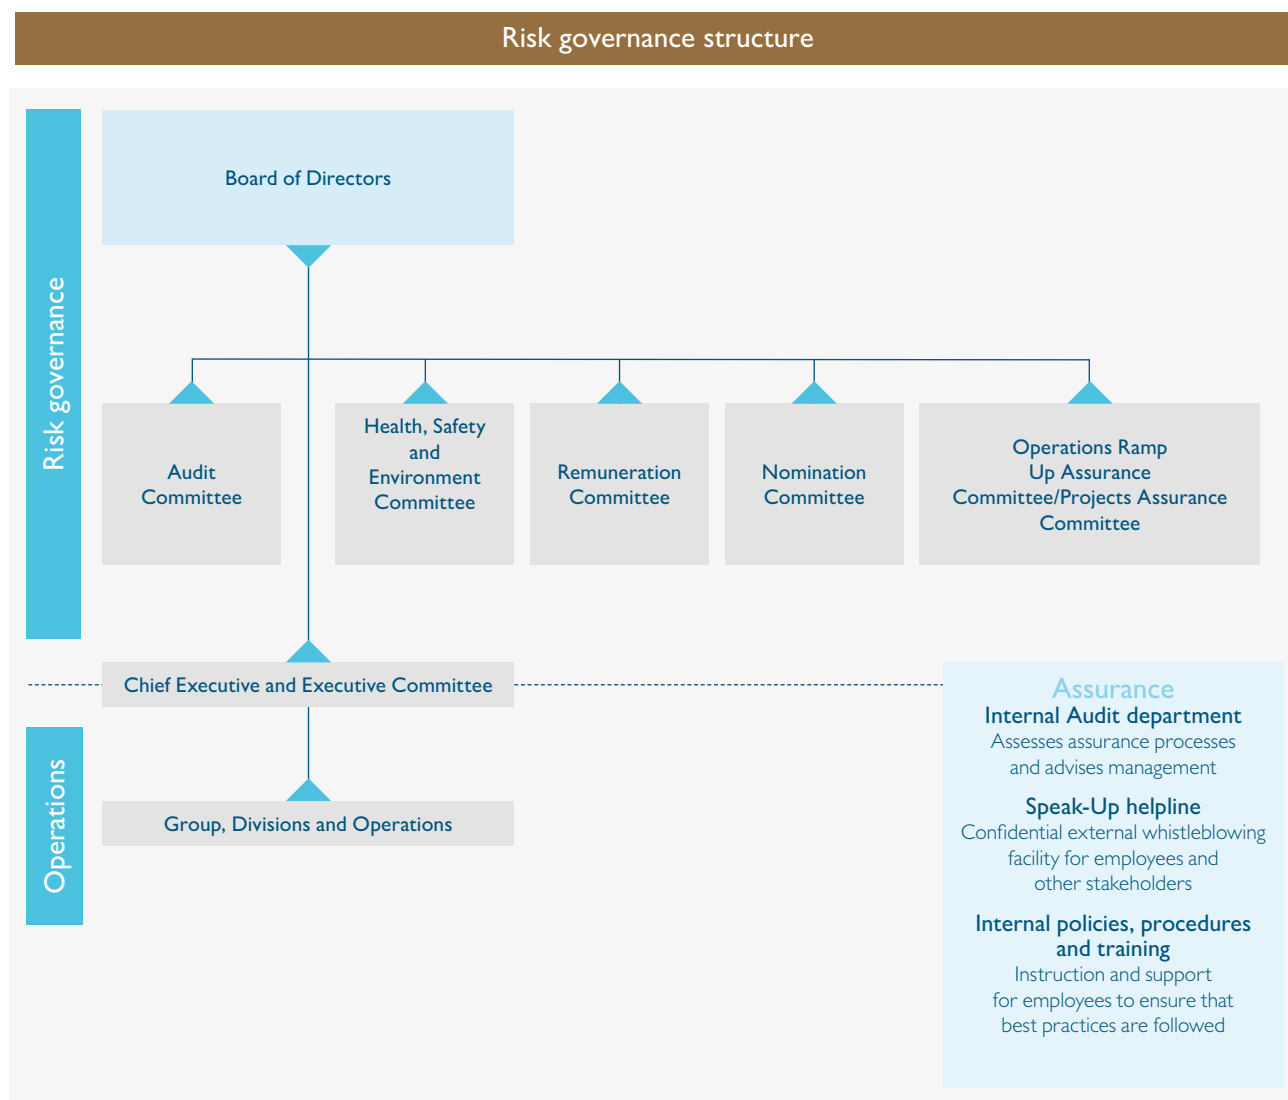 Risk governance structure
Risk governance
Board of Directors
Audit
Committee
Health, Safety
and
Environment
Committee
Remuneration
Committee
Nomination
Committee
Operations Ramp
Up Assurance
Committee/Projects Assurance
Committee
Chief Executive and Executive Committee
Operations
Group, Divisions and Operations
Assurance
Internal Audit department
Assesses assurance processes
and advises management
Speak-Up helpline
Confidential external whistleblowing
facility for employees and
other stakeholders
Internal policies, procedures
and training
Instruction and support
for employees to ensure that
best practices are followed